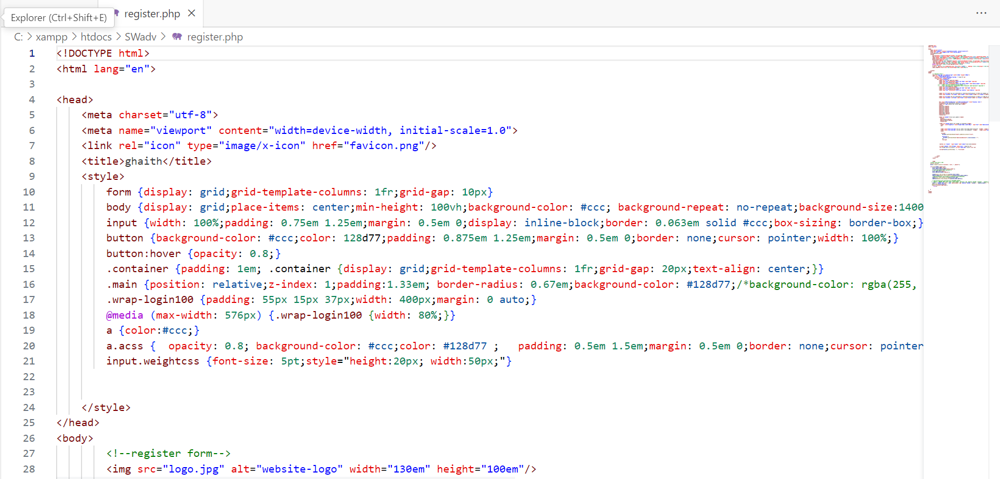 Explorer (Ctrl+Shift+E)
register.php
C: > xampp > htdocs > SWadv > register.php
1 <!DOCTYPE html>
2 <html lang="en">
3
4 <head>
5 <meta charset="utf-8">
6 <meta name="viewport" content="width=device-width, initial-scale=1.0">
7 <link rel="icon" type="image/x-icon" href="favicon.png"/>
8 <title>ghaith</title>
9 <style>
10 form {display: grid;grid-template-columns: 1fr;grid-gap: 10px}
11 body {display: grid;place-items: center;min-height: 100vh;background-color: #ccc; background-repeat: no-repeat;background-size:1400
12 input {width: 100%;padding: 0.75em 1.25em;margin: 0.5em 0;display: inline-block;border: 0.063em solid #ccc;box-sizing: border-box;}
13 button {background-color: #ccc;color: 128d77;padding: 0.875em 1.25em;margin: 0.5em 0;border: none;cursor: pointer;width: 100%;}
14 button:hover {opacity: 0.8;}
15 .container {padding: 1em; .container {display: grid;grid-template-columns: 1fr;grid-gap: 20px;text-align: center;}}
16 .main {position: relative;z-index: 1;padding:1.33em; border-radius: 0.67em;background-color: #128d77;/*background-color: rgba(255,
17 .wrap-login100 {padding: 55px 15px 37px;width: 400px;margin: 0 auto;}
18 @media (max-width: 576px) {.wrap-login100 {width: 80%;}}
19 a {color:#ccc;}
20 a.acss {  opacity: 0.8; background-color: #ccc;color: #128d77 ;   padding: 0.5em 1.5em;margin: 0.5em 0;border: none;cursor: pointer
21 input.weightcss {font-size: 5pt;style="height:20px; width:50px;"}
22
23
24 </style>
25 </head>
26 <body>
27 <!--register form-->
28 <img src="logo.jpg" alt="website-logo" width="130em" height="100em"/>